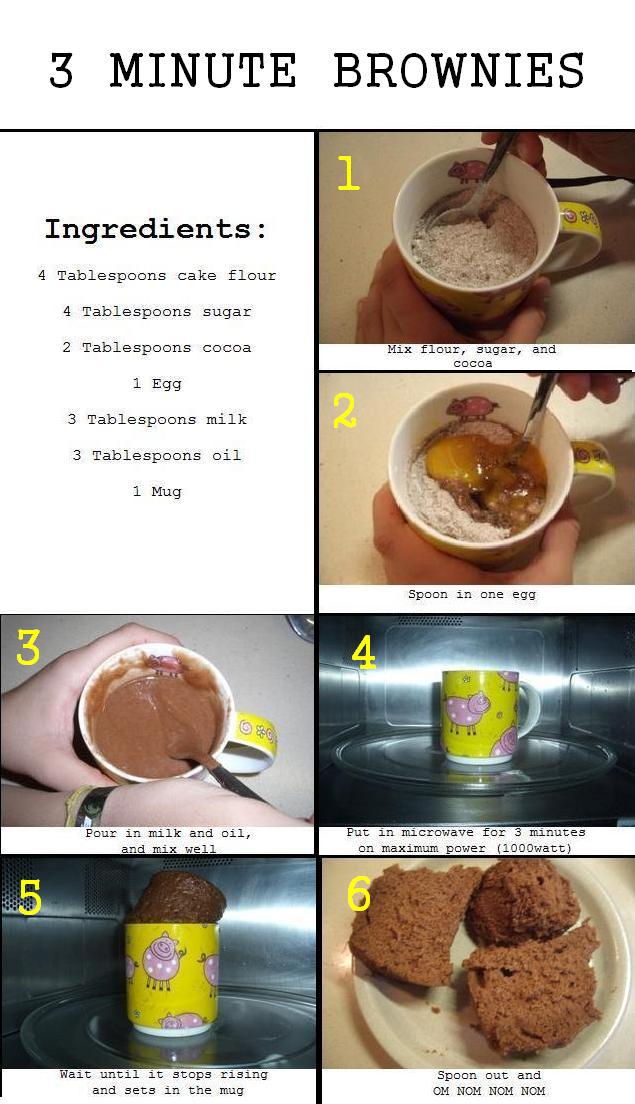 3 MINUTE BROWNIES
Ingredients:
4 Tablespoons cake flour
4 Tablespoons sugar
2 Tablespoons cocoa
1 Egg
3 Tablespoons milk
3 Tablespoons oil
1 Mug
1
Mix flour, sugar, and
cocoa
2
Spoon in one egg
3
Pour in milk and oil,
and mix well
4
Put in microwave for 3 minutes
on maximum power (1000watt)
5
Wait until it stops rising
and sets in the mug
6
Spoon out and
OM NOM NOM NOM